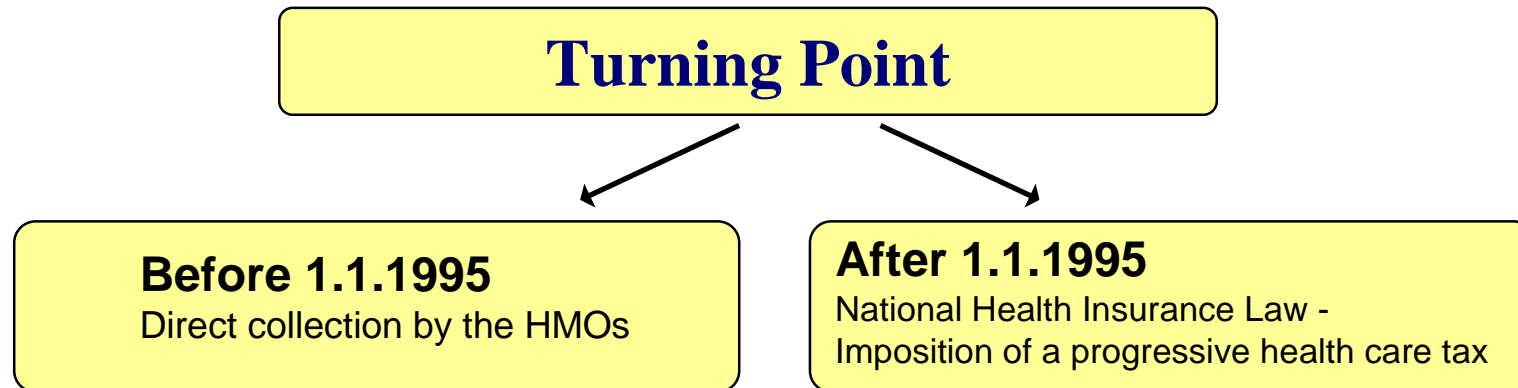 Turning Point
Before 1.1.1995
Direct collection by the HMOs
After 1.1.1995
National Health Insurance Law -
Imposition of a progressive health care tax